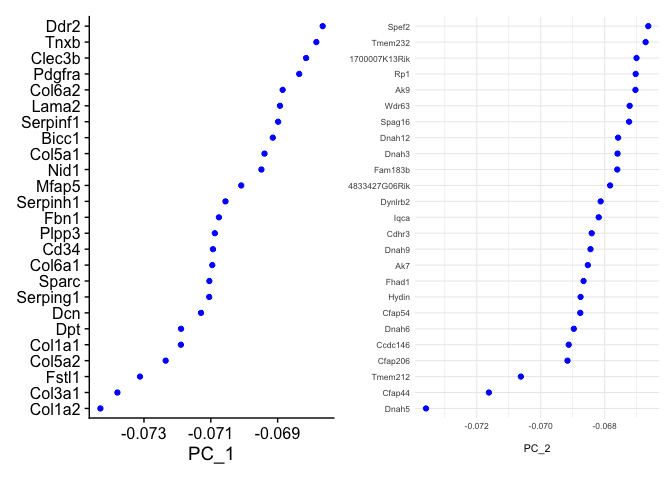 Ddr2
Tnxb
Clec3b
Pdgfra
Col6a2
Lama2
Serpinf1
Bicc1
Col5a1
Nid1
Mfap5
Serpinh1
Fbn1
Plpp3
Cd34
Col6a1
Sparc
Serping1
Dcn
Dpt
Col1a1
Col5a2
Fstl1
Col3a1
Col1a2
-0.073 -0.071 -0.069
PC_1
Spef2
Tmem232
1700007K13Rik
Rp1
Ak9
Wdr63
Spag16
Dnah12
Dnah3
Fam183b
4833427G06Rik
Dynlrb2
Iqca
Cdhr3
Dnah9
Ak7
Fhad1
Hydin
Cfap54
Dnah6
Ccdc146
Cfap206
Tmem212
Cfap44
Dnah5
-0.072 -0.070 -0.068
PC_2